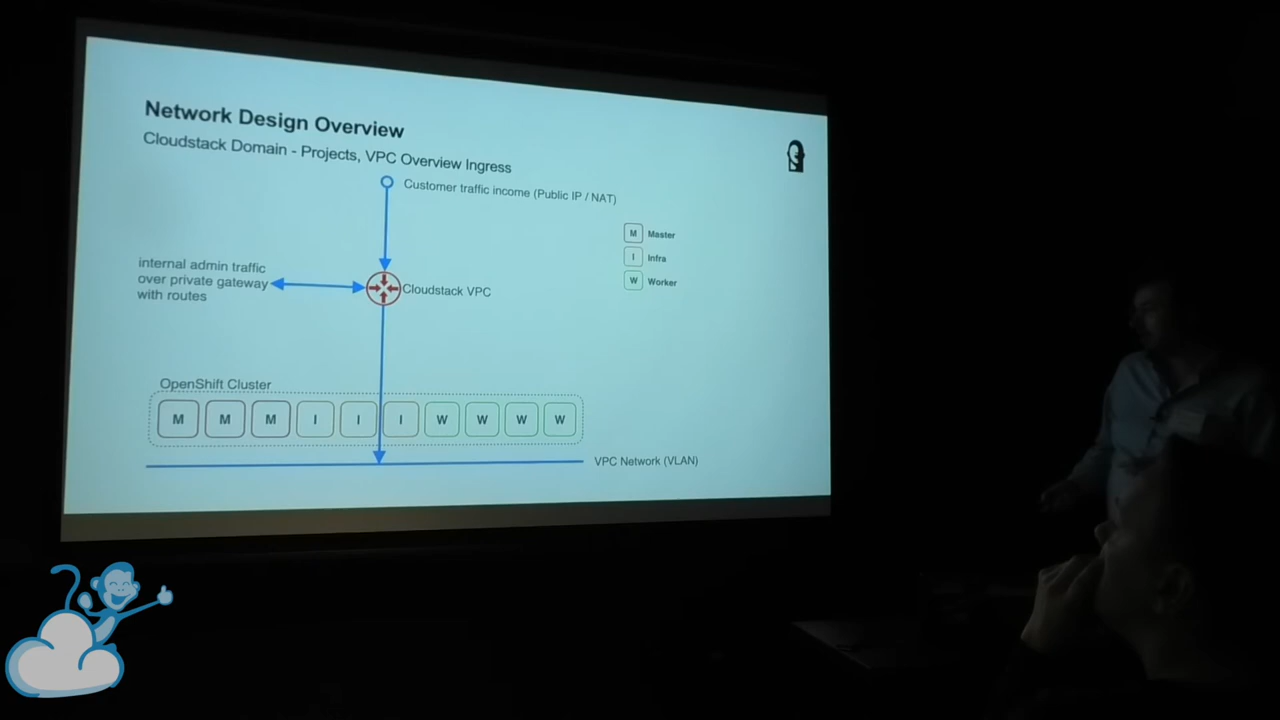 Network Design Overview
Cloudstack Domain - Projects, VPC Overview Ingress
Customer traffic income (Public IP / NAT)
M Master
I Infra
W Worker
internal admin traffic
over private gateway
with routes
Cloudstack VPC
OpenShift Cluster
M M M I I I W W W W
VPC Network (VLAN)